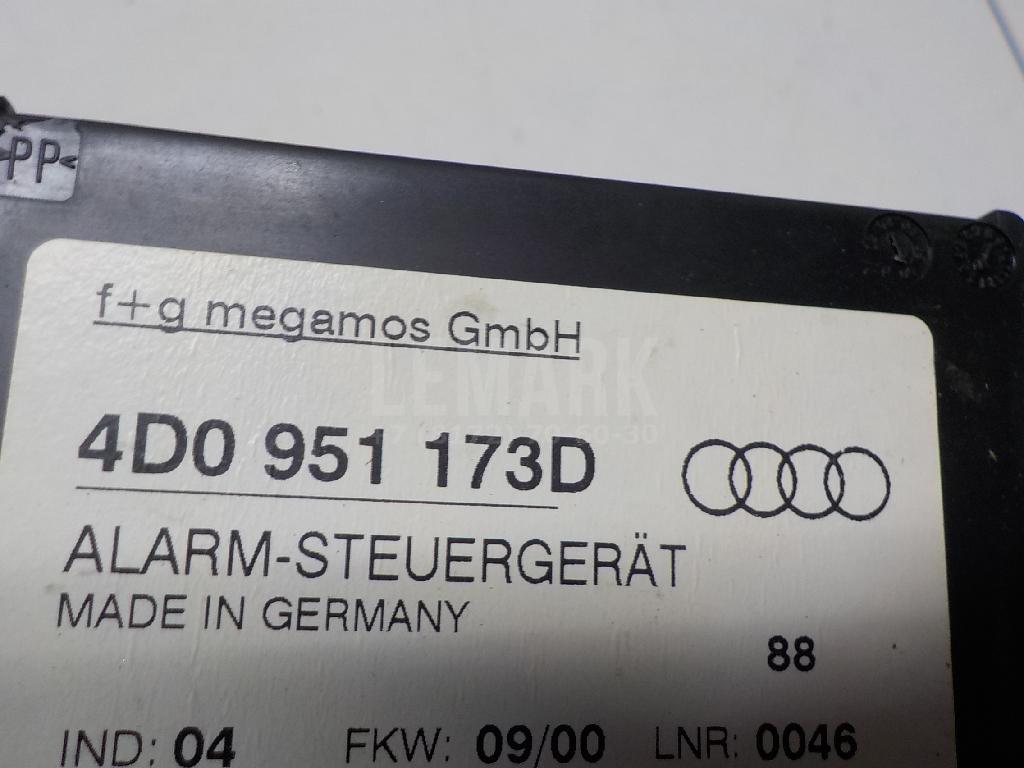 >PP<
f+g megamos GmbH
LEMARK
4D0 951 173D
ALARM-STEUERGERÄT
MADE IN GERMANY
88
IND: 04 FKW: 09/00 LNR: 0046